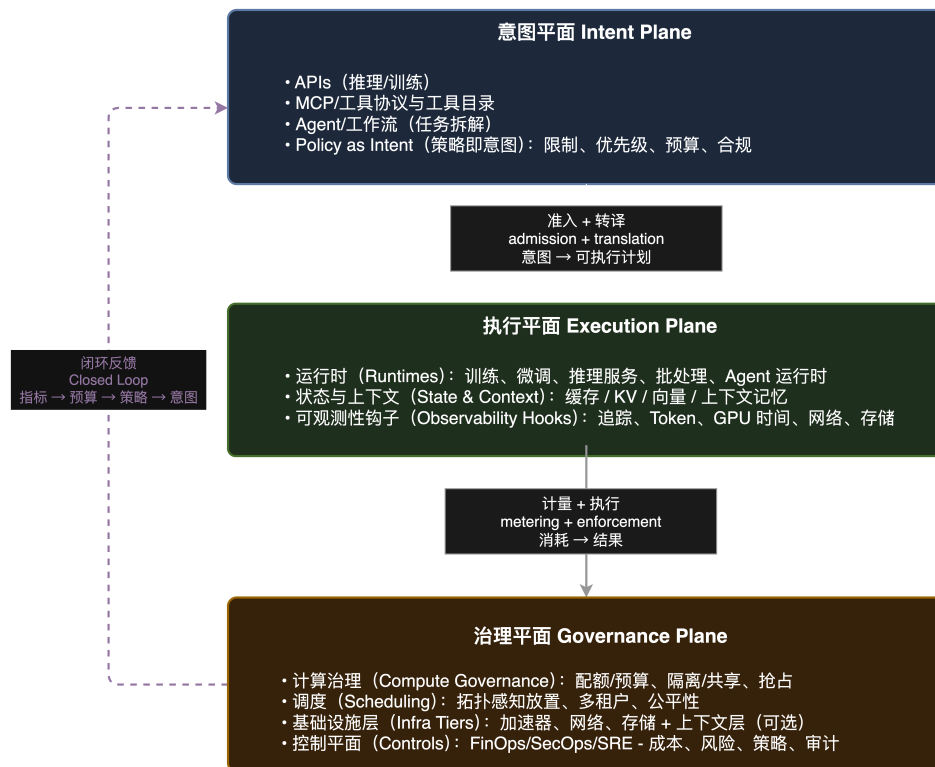 意图平面 Intent Plane
• APIs（推理/训练）
• MCP/工具协议与工具目录
• Agent/工作流（任务拆解）
• Policy as Intent（策略即意图）：限制、优先级、预算、合规
准入 + 转译
admission + translation
意图 → 可执行计划
执行平面 Execution Plane
• 运行时（Runtimes）：训练、微调、推理服务、批处理、Agent 运行时
• 状态与上下文（State & Context）：缓存 / KV / 向量 / 上下文记忆
• 可观测性钩子（Observability Hooks）：追踪、Token、GPU 时间、网络、存储
闭环反馈
Closed Loop
指标 → 预算 → 策略 → 意图
计量 + 执行
metering + enforcement
消耗 → 结果
治理平面 Governance Plane
• 计算治理（Compute Governance）：配额/预算、隔离/共享、抢占
• 调度（Scheduling）：拓扑感知放置、多租户、公平性
• 基础设施层（Infra Tiers）：加速器、网络、存储 + 上下文层（可选）
• 控制平面（Controls）：FinOps/SecOps/SRE - 成本、风险、策略、审计